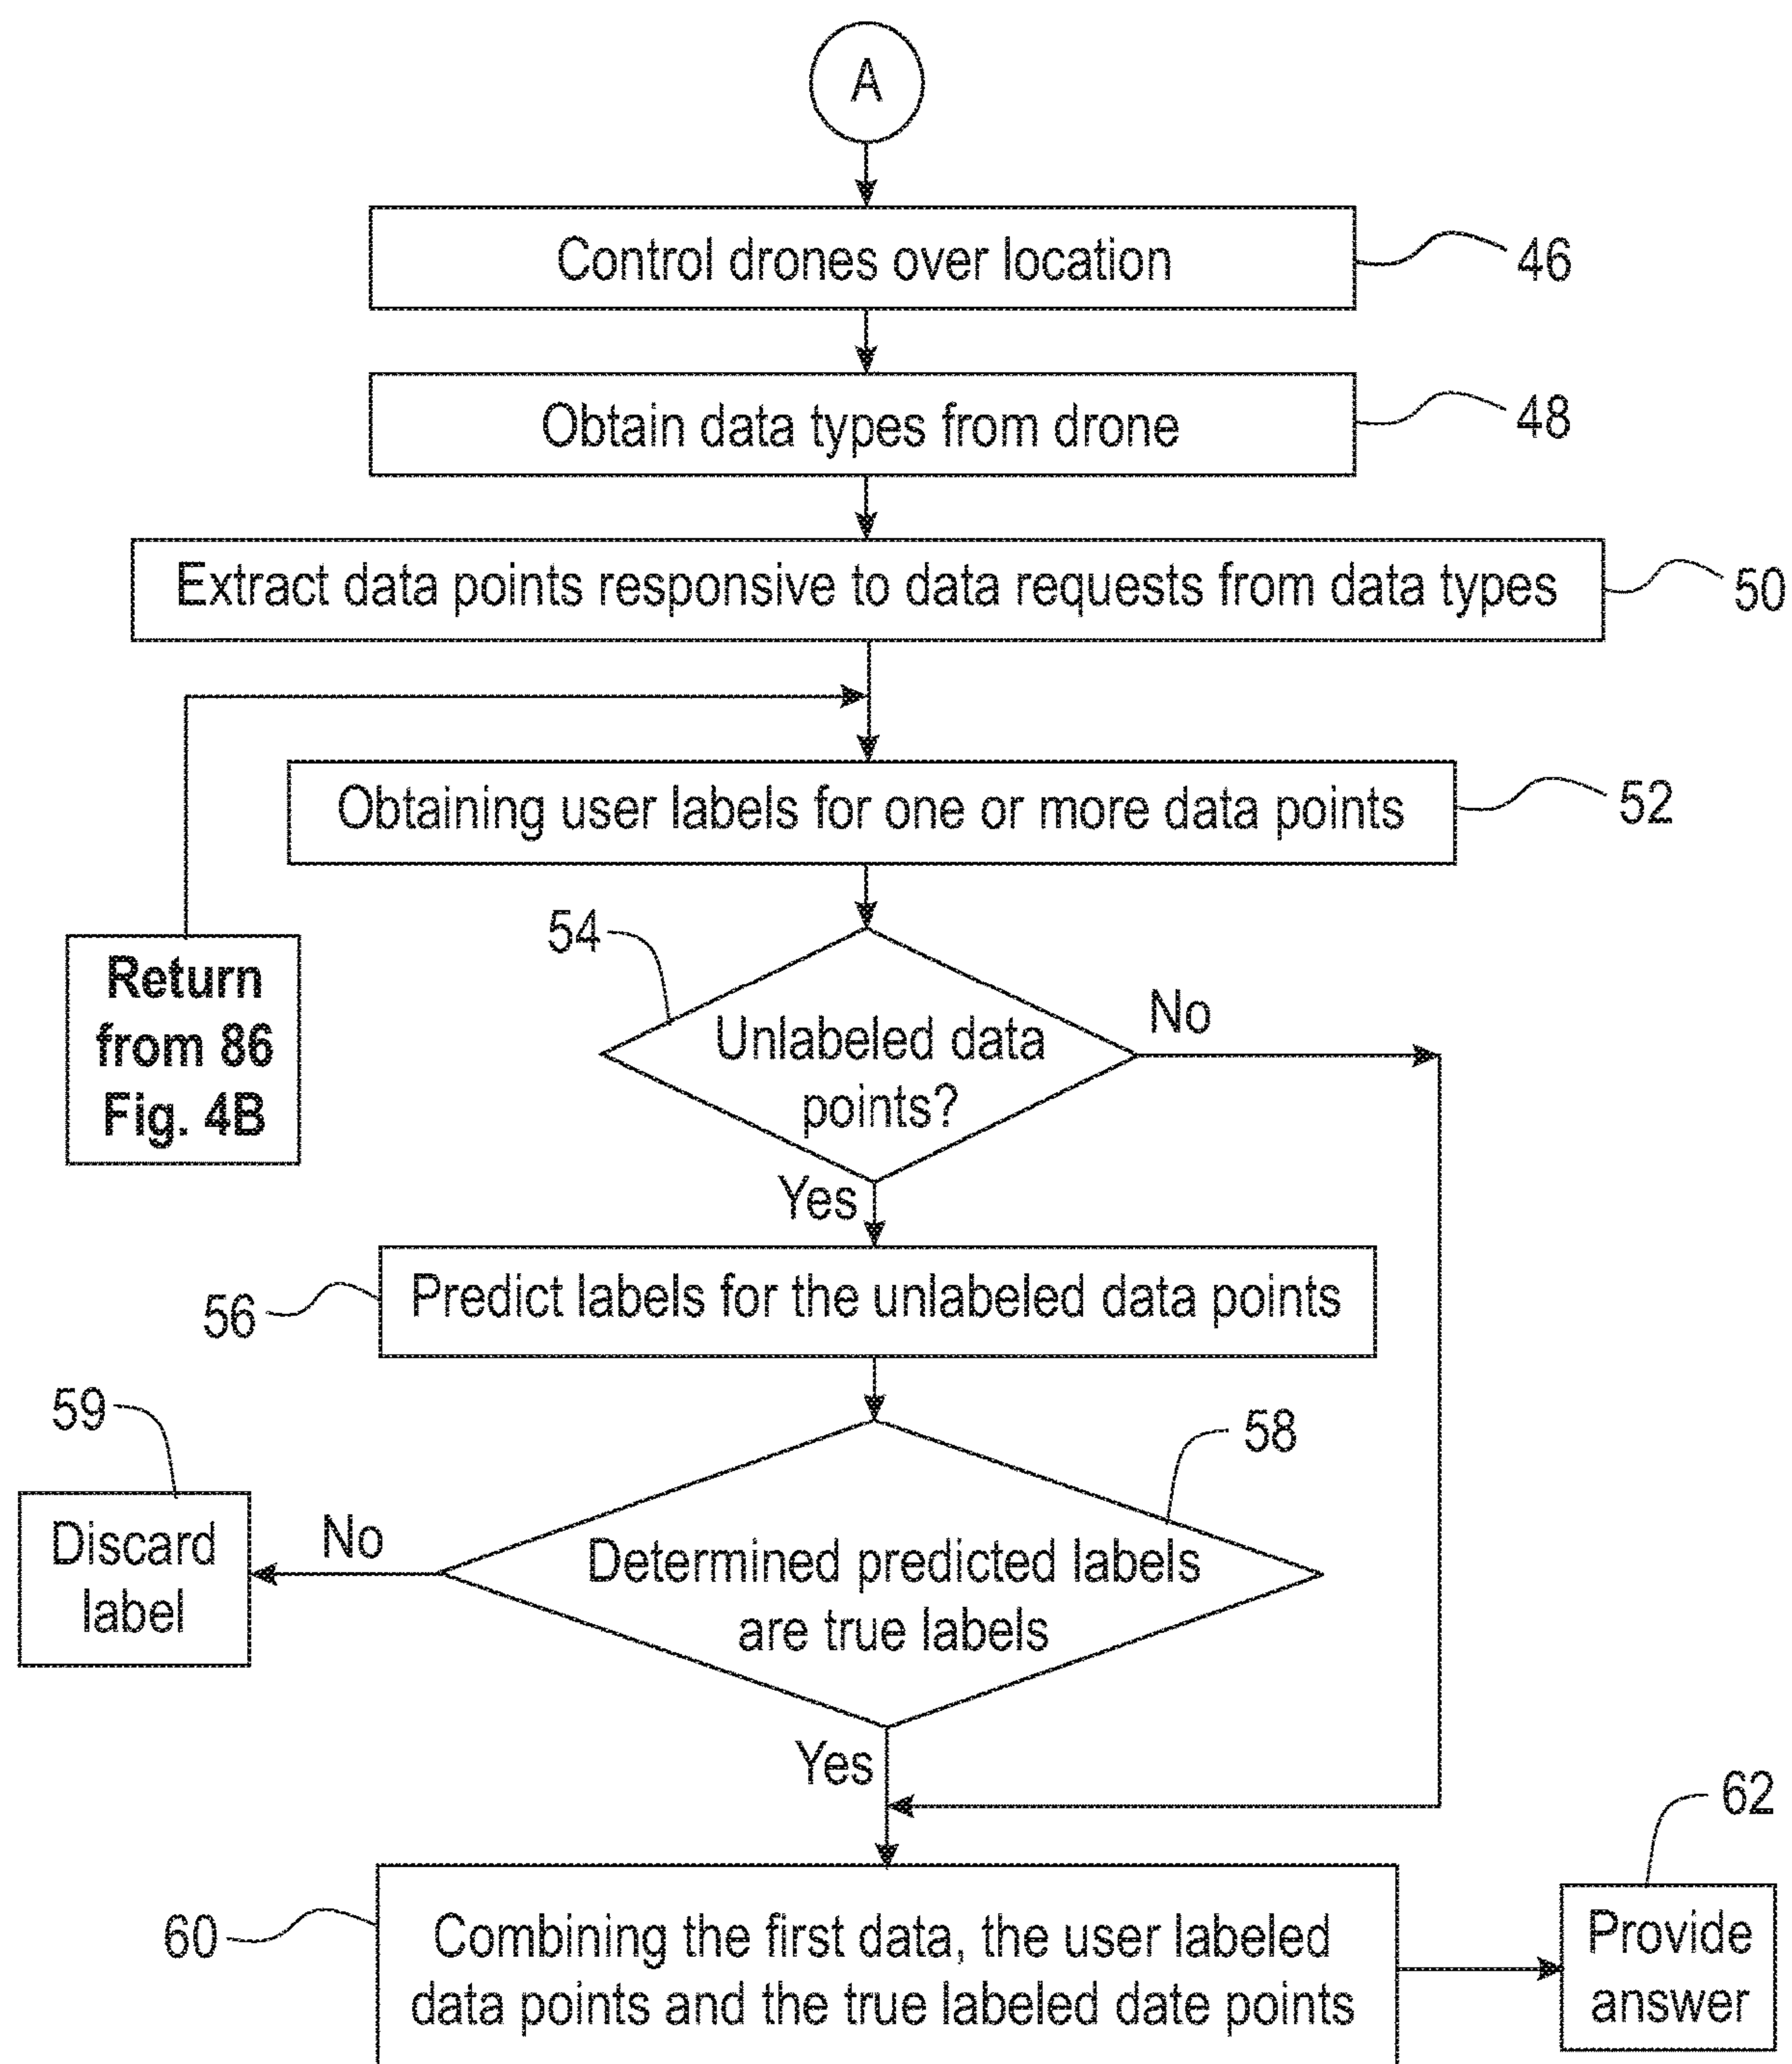 A
Control drones over location
46
Obtain data types from drone
48
Extract data points responsive to data requests from data types
50
Obtaining user labels for one or more data points
52
Return
from 86
Fig. 4B
54
Unlabeled data
points?
No
Yes
Predict labels for the unlabeled data points
56
59
58
Discard
label
No
Determined predicted labels
are true labels
Yes
62
60
Combining the first data, the user labeled
data points and the true labeled date points
Provide
answer